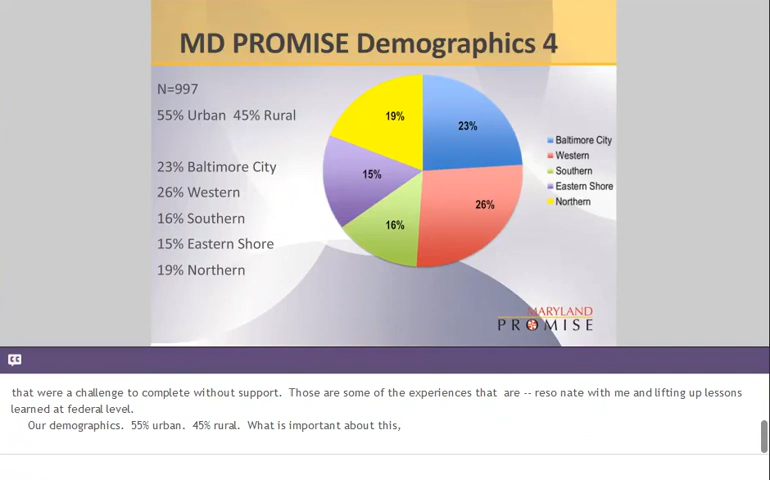 MD PROMISE Demographics 4
N=997
55% Urban 45% Rural
23% Baltimore City
26% Western
16% Southern
15% Eastern Shore
19% Northern
19%
23%
15%
16%
26%
Baltimore City
Western
Southern
Eastern Shore
Northern
MARYLAND
PROMISE
CC
that were a challenge to complete without support. Those are some of the experiences that are -- reso nate with me and lifting up lessons
learned at federal level.
Our demographics. 55% urban. 45% rural. What is important about this,